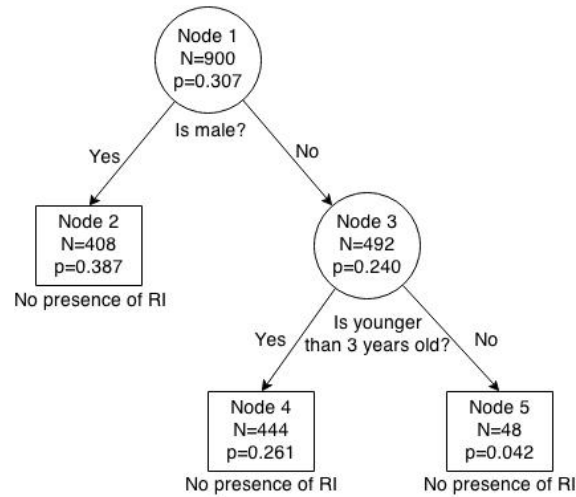 Node 1
N=900
p=0.307
Is male?
Yes
No
Node 2
N=408
p=0.387
No presence of RI
Node 3
N=492
p=0.240
Is younger
than 3 years old?
Yes
No
Node 4
N=444
p=0.261
No presence of RI
Node 5
N=48
p=0.042
No presence of RI